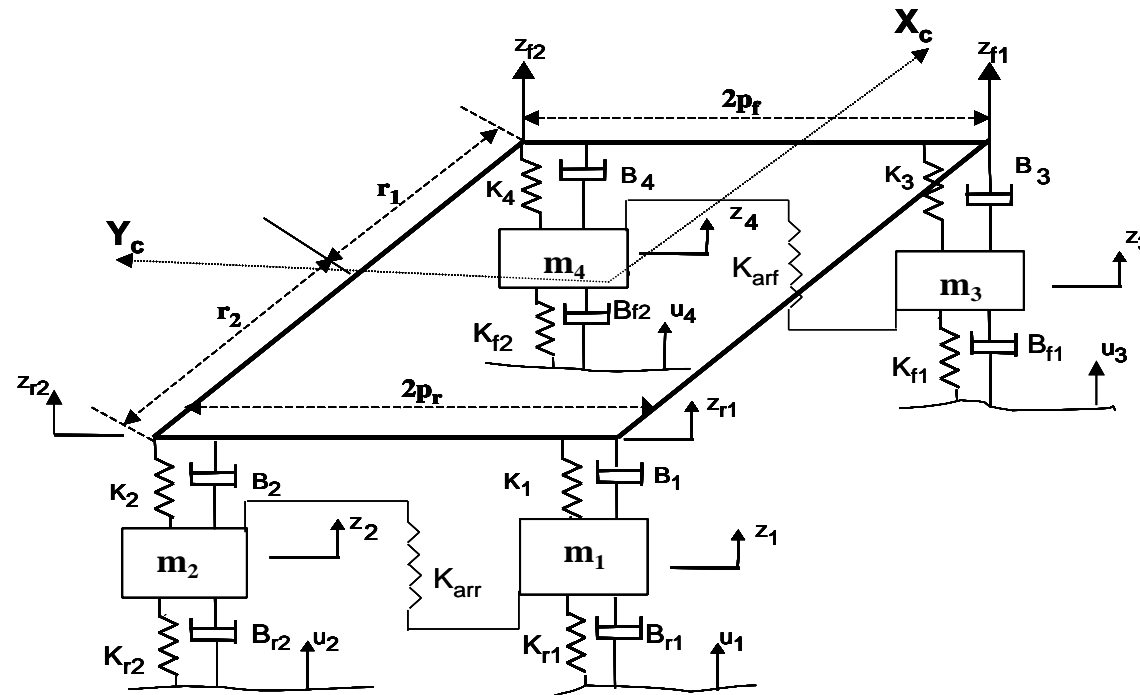 X_c
z_f2
z_f1
2p_f
r_1
K_4
B_4
K_3
B_3
Y_c
z_4
z_3
m_4
K_arf
m_3
r_2
B_f2
u_4
K_f2
B_f1
u_3
K_f1
z_r2
2p_r
z_r1
K_2
B_2
K_1
B_1
z_2
z_1
m_2
m_1
K_arr
B_r2
u_2
B_r1
u_1
K_r2
K_r1